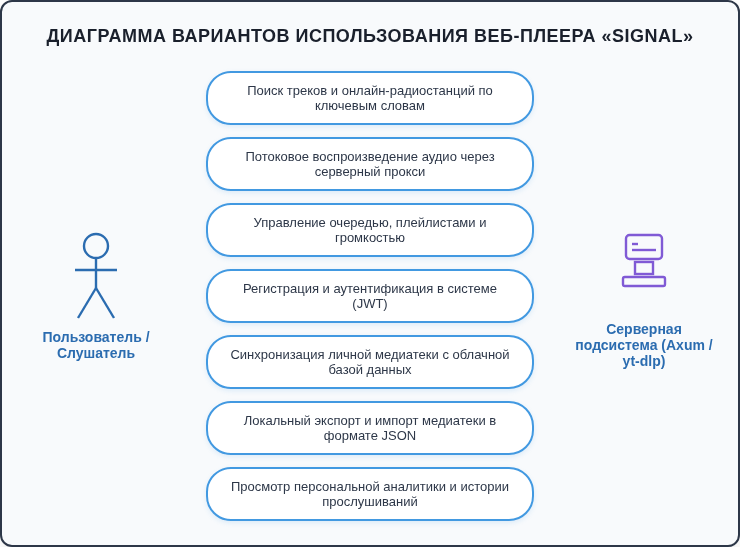 ДИАГРАММА ВАРИАНТОВ ИСПОЛЬЗОВАНИЯ ВЕБ-ПЛЕЕРА «SIGNAL»
Поиск треков и онлайн-радиостанций по
ключевым словам
Потоковое воспроизведение аудио через
серверный прокси
Управление очередью, плейлистами и
громкостью
Регистрация и аутентификация в системе
(JWT)
Синхронизация личной медиатеки с облачной
базой данных
Локальный экспорт и импорт медиатеки в
формате JSON
Просмотр персональной аналитики и истории
прослушиваний
Пользователь /
Слушатель
Серверная
подсистема (Axum /
yt-dlp)